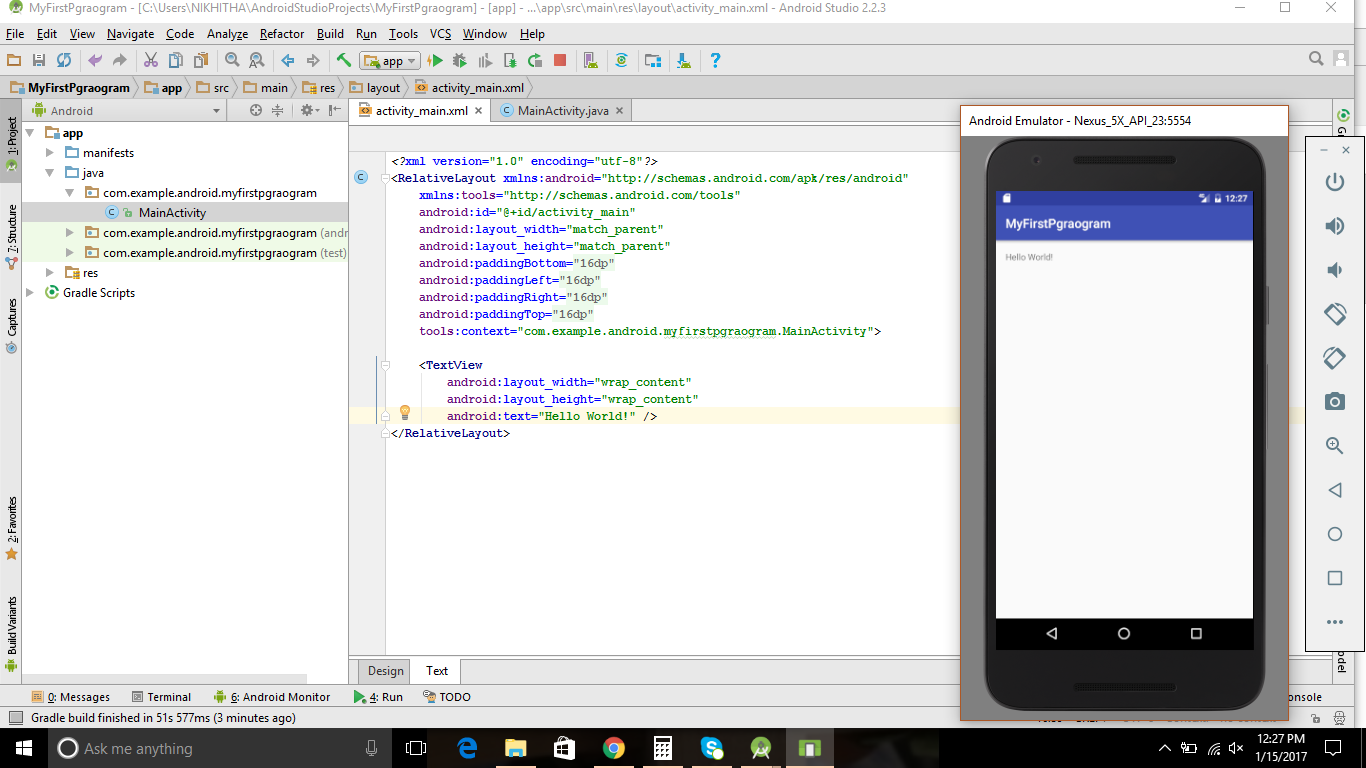 MyFirstPgraogram - [C:\Users\NIKHITHA\AndroidStudioProjects\MyFirstPgraogram] - [app] - ...\app\src\main\res\layout\activity_main.xml - Android Studio 2.2.3
File Edit View Navigate Code Analyze Refactor Build Run Tools VCS Window Help
app
MyFirstPgraogram app src main res layout activity_main.xml
Android
activity_main.xml MainActivity.java
1: Project
7: Structure
Captures
2: Favorites
Build Variants
app
manifests
java
com.example.android.myfirstpgraogram
MainActivity
com.example.android.myfirstpgraogram (andr
com.example.android.myfirstpgraogram (test)
res
Gradle Scripts
<?xml version="1.0" encoding="utf-8"?>
<RelativeLayout xmlns:android="http://schemas.android.com/apk/res/android"
xmlns:tools="http://schemas.android.com/tools"
android:id="@+id/activity_main"
android:layout_width="match_parent"
android:layout_height="match_parent"
android:paddingBottom="16dp"
android:paddingLeft="16dp"
android:paddingRight="16dp"
android:paddingTop="16dp"
tools:context="com.example.android.myfirstpgraogram.MainActivity">
<TextView
android:layout_width="wrap_content"
android:layout_height="wrap_content"
android:text="Hello World!" />
</RelativeLayout>
Android Emulator - Nexus_5X_API_23:5554
12:27
MyFirstPgraogram
Hello World!
Design Text
0: Messages Terminal 6: Android Monitor 4: Run TODO
onsole
Gradle build finished in 51s 577ms (3 minutes ago)
Ask me anything
12:27 PM
1/15/2017